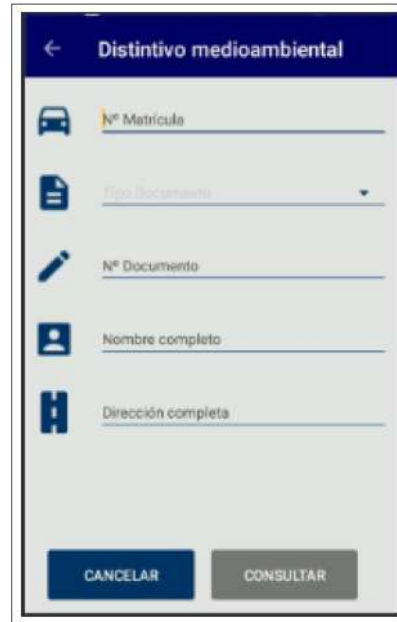 Distintivo medioambiental
Nº Matrícula
Tipo Documento
Nº Documento
Nombre completo
Dirección completa
CANCELAR
CONSULTAR